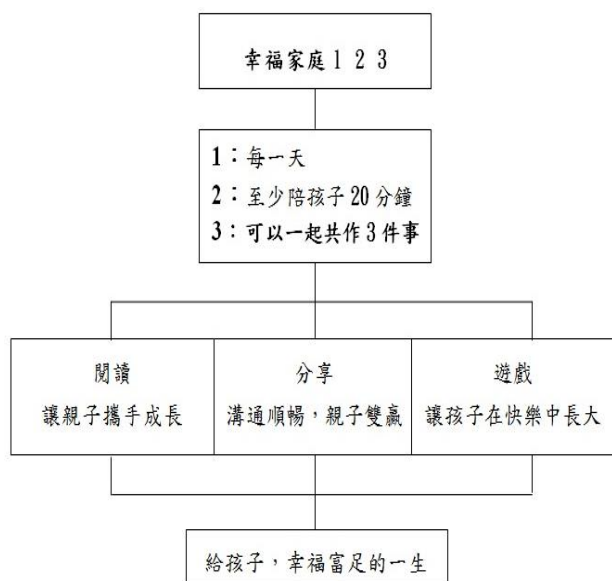 幸福家庭 1 2 3
1：每一天
2：至少陪孩子 20 分鐘
3：可以一起共作 3 件事
閱讀
讓親子攜手成長
分享
溝通順暢，親子雙贏
遊戲
讓孩子在快樂中長大
給孩子，幸福富足的一生